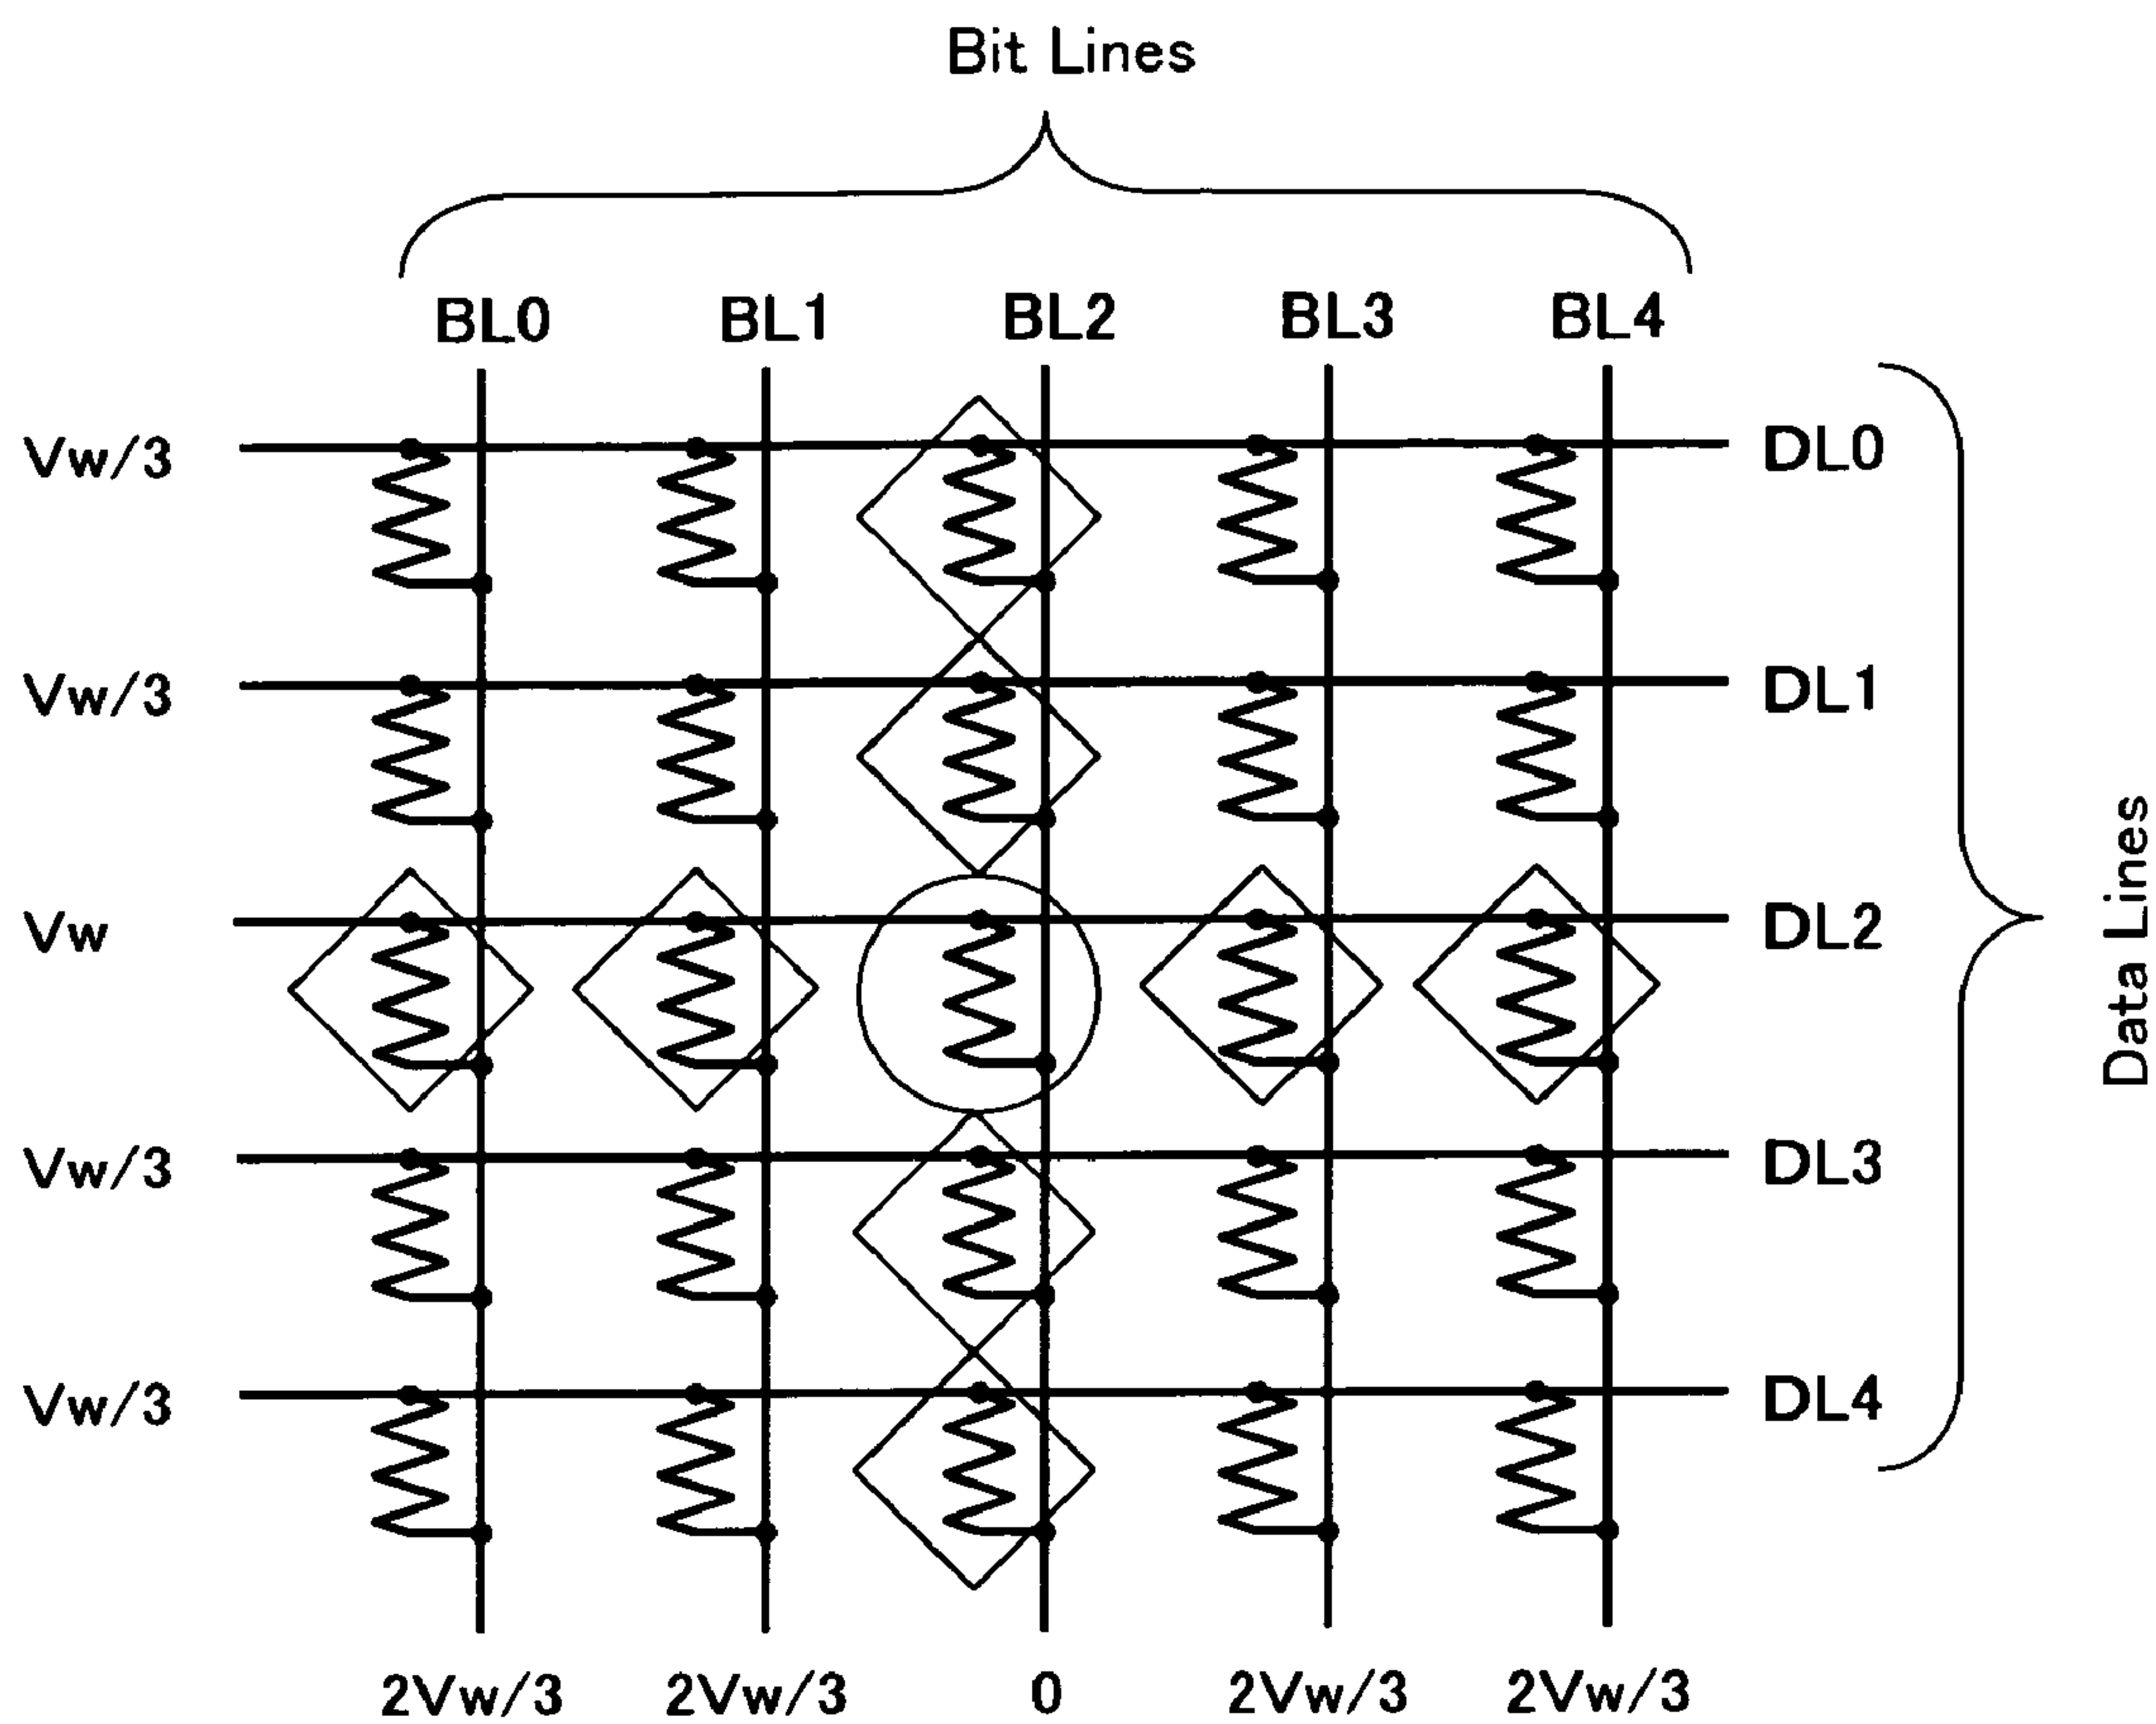 Bit Lines
BL0 BL1 BL2 BL3 BL4
Vw/3 DL0
Vw/3 DL1
Vw DL2
Vw/3 DL3
Vw/3 DL4
Data Lines
2Vw/3 2Vw/3 0 2Vw/3 2Vw/3